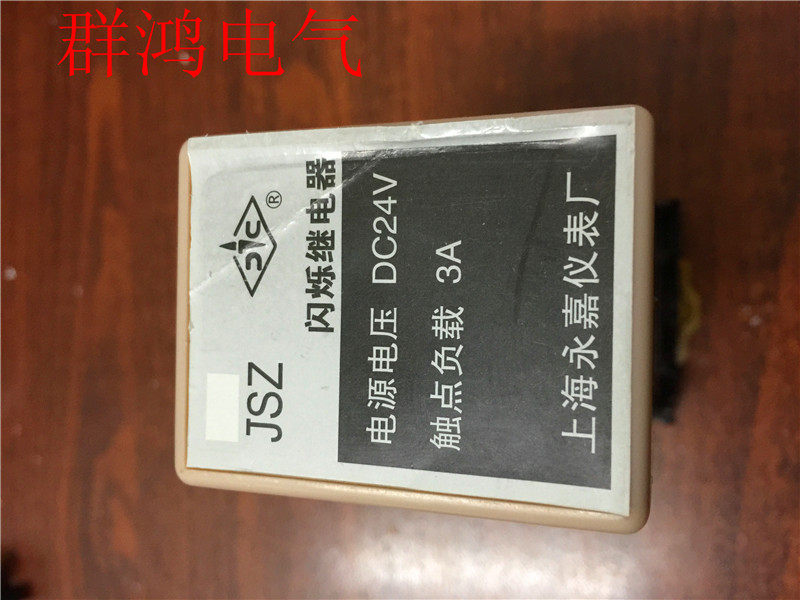 群鸿电气
®
JSZ
闪烁继电器
电源电压 DC24V
触点负载 3A
上海永嘉仪表厂